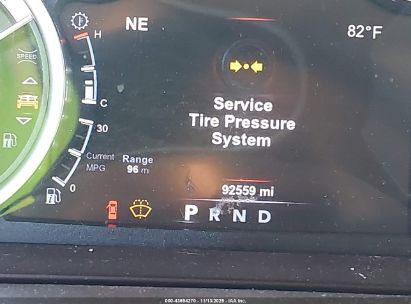 NE
82°F
H
SPEED
C
Service
Tire Pressure
System
30
Current
MPG
Range
96 mi
0
92559 mi
P R N D